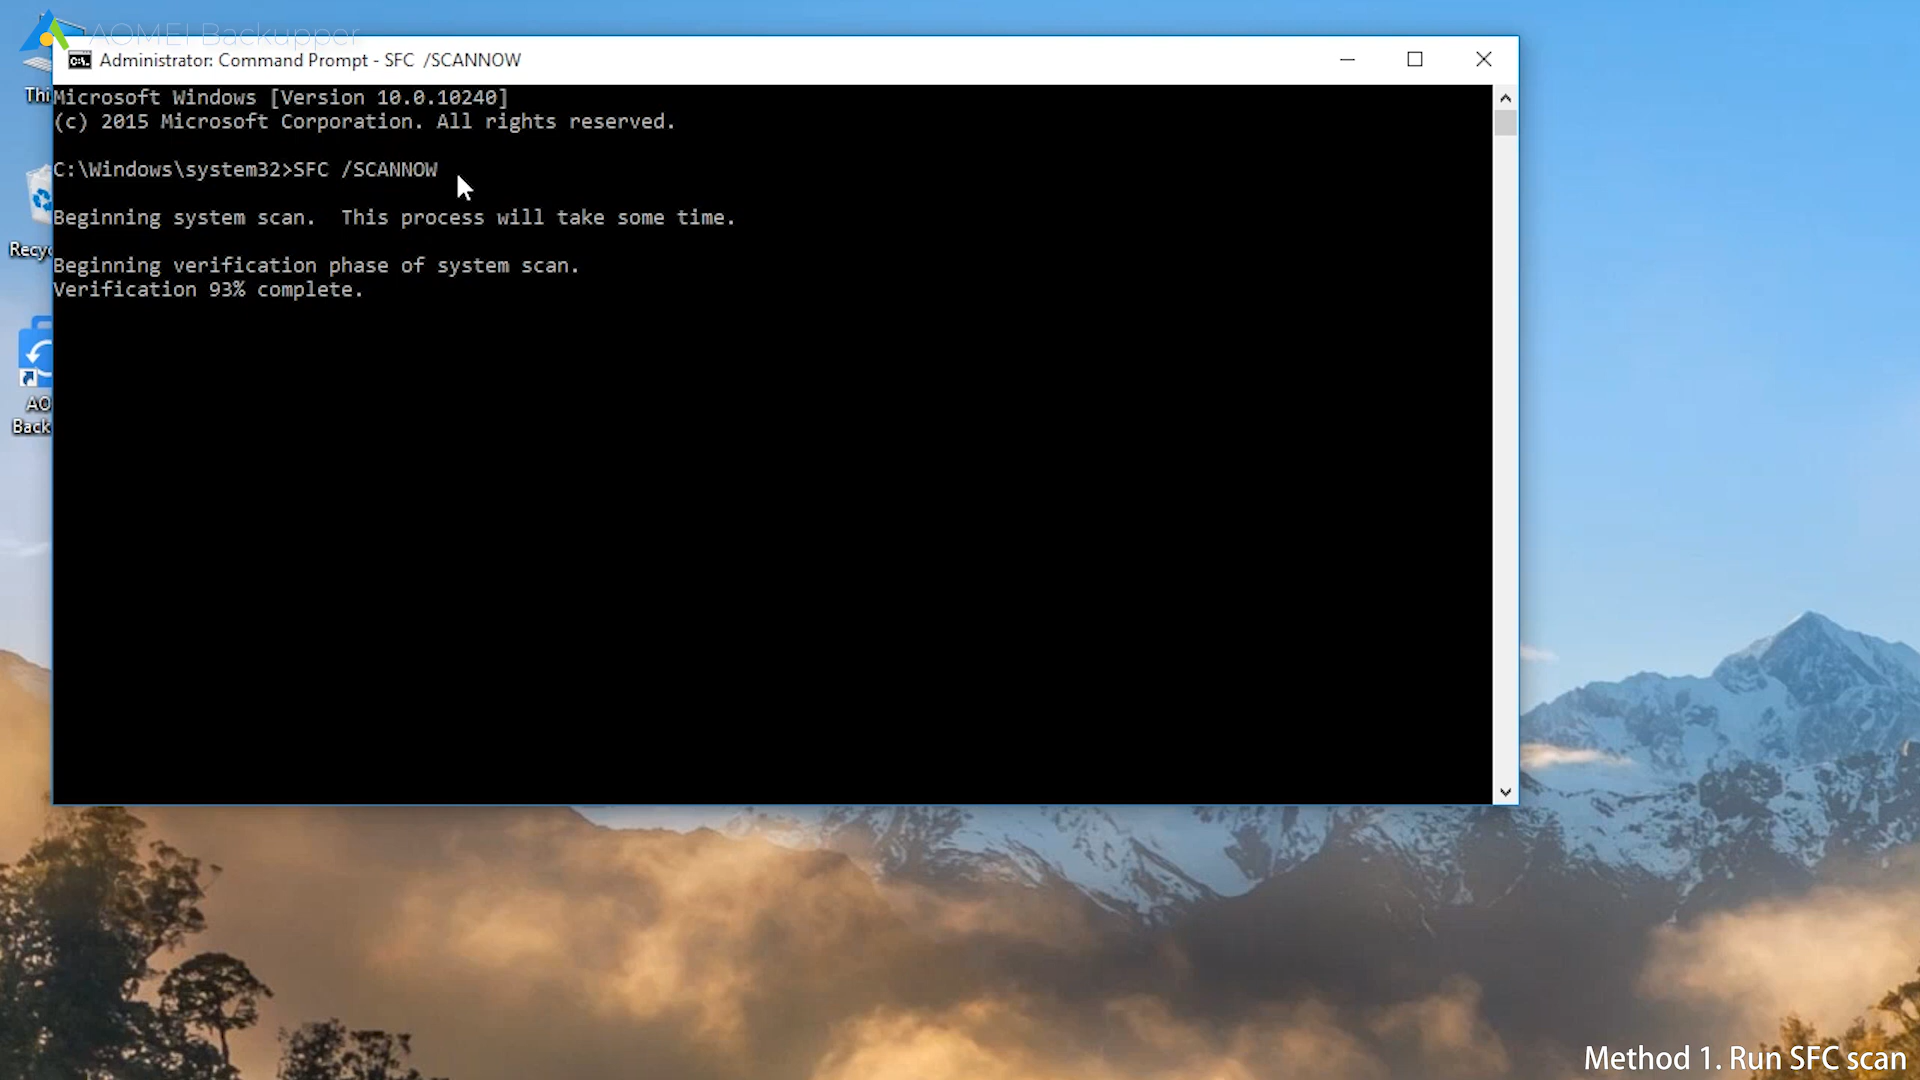 AOMEI Backupper
Administrator: Command Prompt - SFC /SCANNOW
Thi
Microsoft Windows [Version 10.0.10240]
(c) 2015 Microsoft Corporation. All rights reserved.
C:\Windows\system32>SFC /SCANNOW
Beginning system scan. This process will take some time.
Recyc
Beginning verification phase of system scan.
Verification 93% complete.
AO
Back
Method 1. Run SFC scan